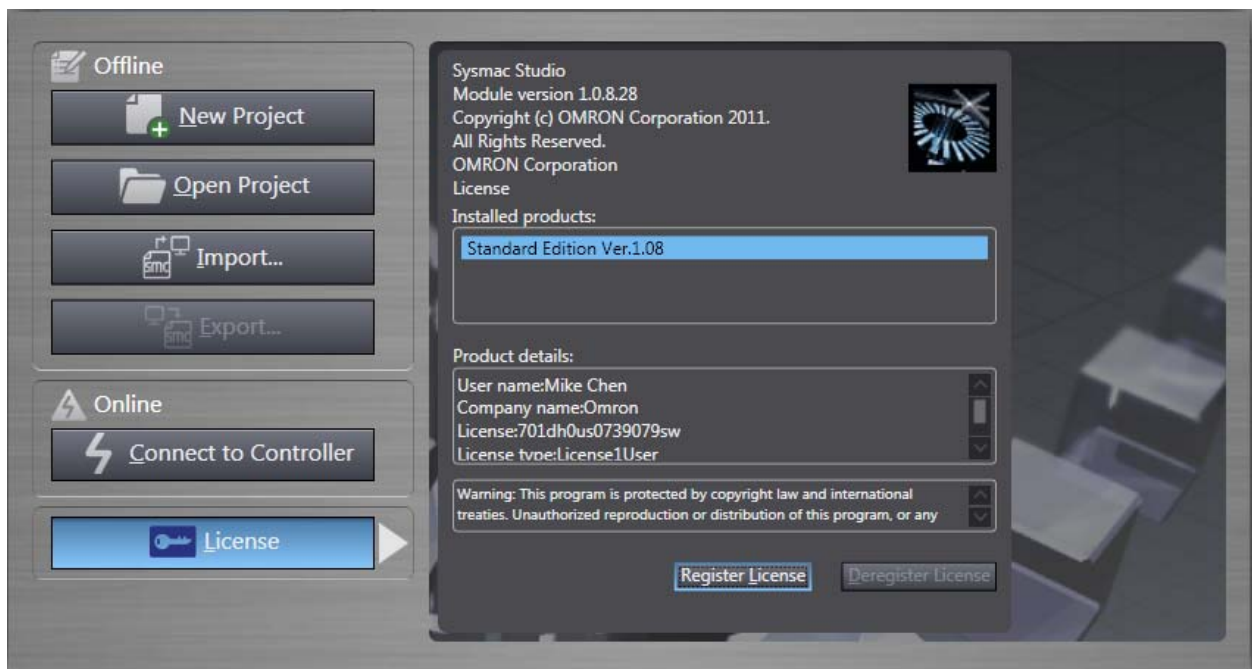 Offline
New Project
Open Project
smc Import...
smc Export...
Online
Connect to Controller
License
Sysmac Studio
Module version 1.0.8.28
Copyright (c) OMRON Corporation 2011.
All Rights Reserved.
OMRON Corporation
License
Installed products:
Standard Edition Ver.1.08
Product details:
User name:Mike Chen
Company name:Omron
License:701dh0us0739079sw
License type:License1User
Warning: This program is protected by copyright law and international
treaties. Unauthorized reproduction or distribution of this program, or any
Register License
Deregister License